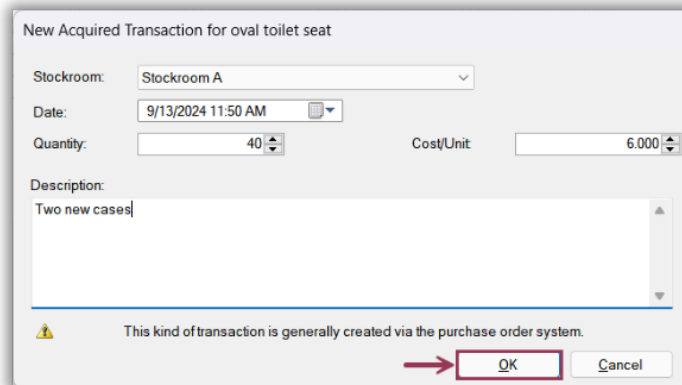 New Acquired Transaction for oval toilet seat
Stockroom: Stockroom A
Date: 9/13/2024 11:50 AM
Quantity: 40 Cost/Unit: 6.000
Description:
Two new cases
This kind of transaction is generally created via the purchase order system.
OK Cancel